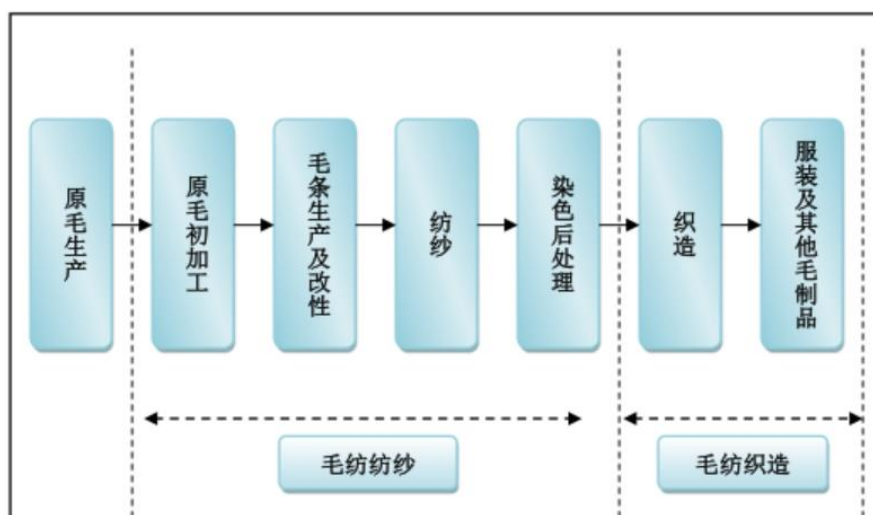 原毛生产
原毛初加工
毛条生产及改性
纺纱
染色后处理
织造
服装及其他毛制品
毛纺纺纱
毛纺织造